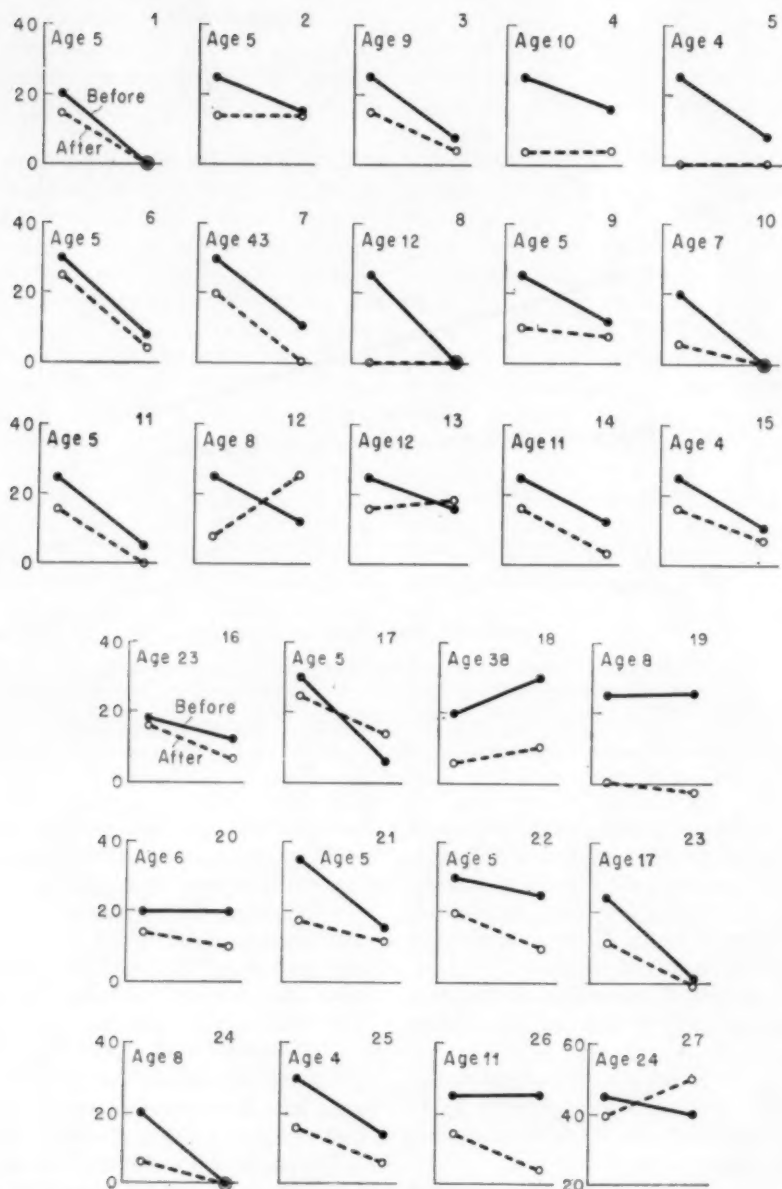 40
Age 5 1
Age 5 2
Age 9 3
Age 10 4
Age 4 5
20
Before
After
0
40
Age 5 6
Age 43 7
Age 12 8
Age 5 9
Age 7 10
20
0
40
Age 5 11
Age 8 12
Age 12 13
Age 11 14
Age 4 15
20
0
40
Age 23 16
Age 5 17
Age 38 18
Age 8 19
20
Before
After
0
40
Age 6 20
Age 5 21
Age 5 22
Age 17 23
20
0
40
Age 8 24
Age 4 25
Age 11 26
60
Age 24 27
20
40
0
20